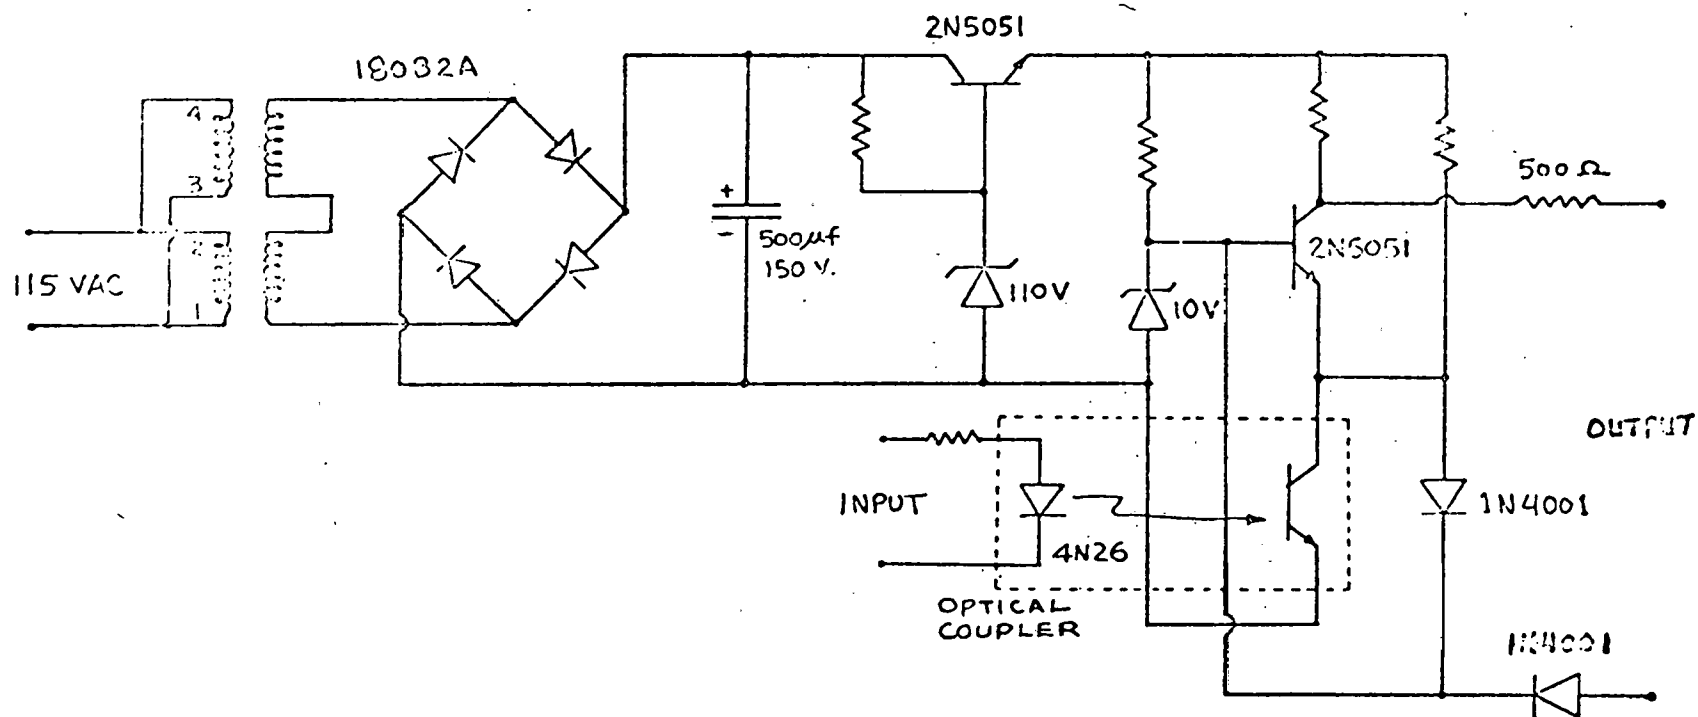 2N5051
18032A
4
3
2
1
115 VAC
+
−
500µf
150 V.
110V
10V
500 Ω
2N5051
OUTPUT
INPUT
4N26
1N4001
OPTICAL
COUPLER
1N4001